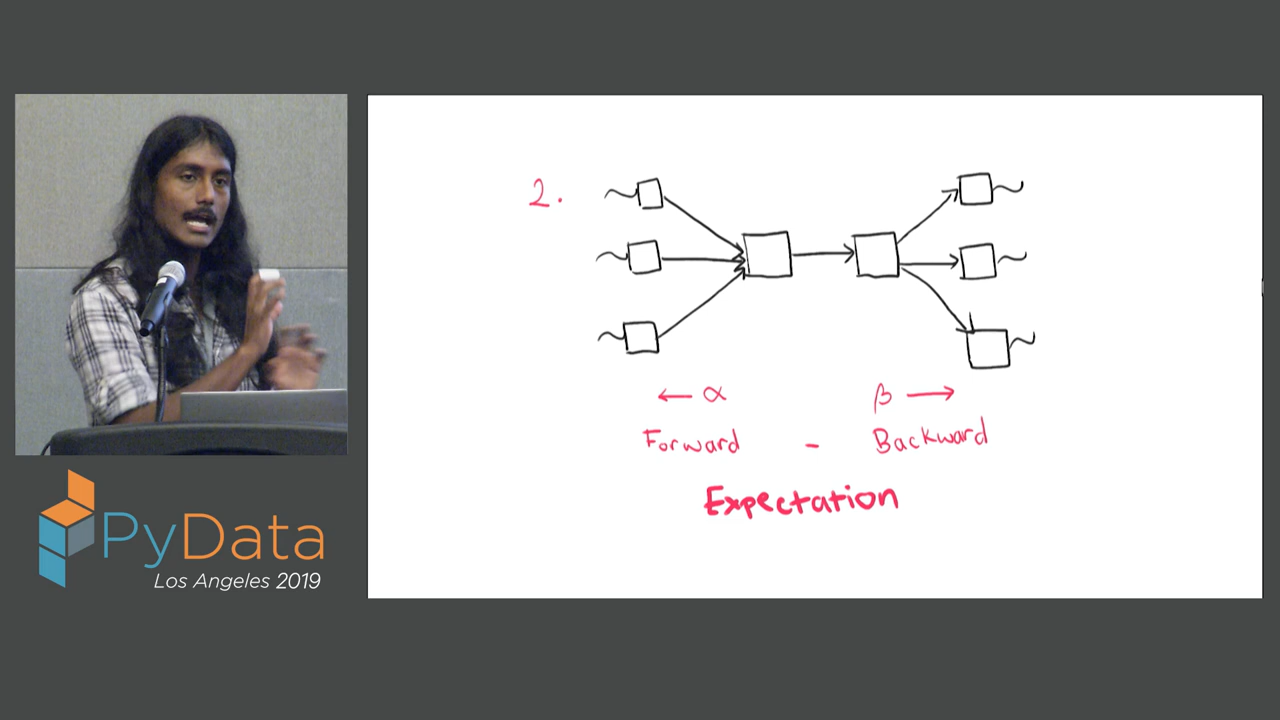 2.
← α β →
Forward - Backward
Expectation
PyData
Los Angeles 2019